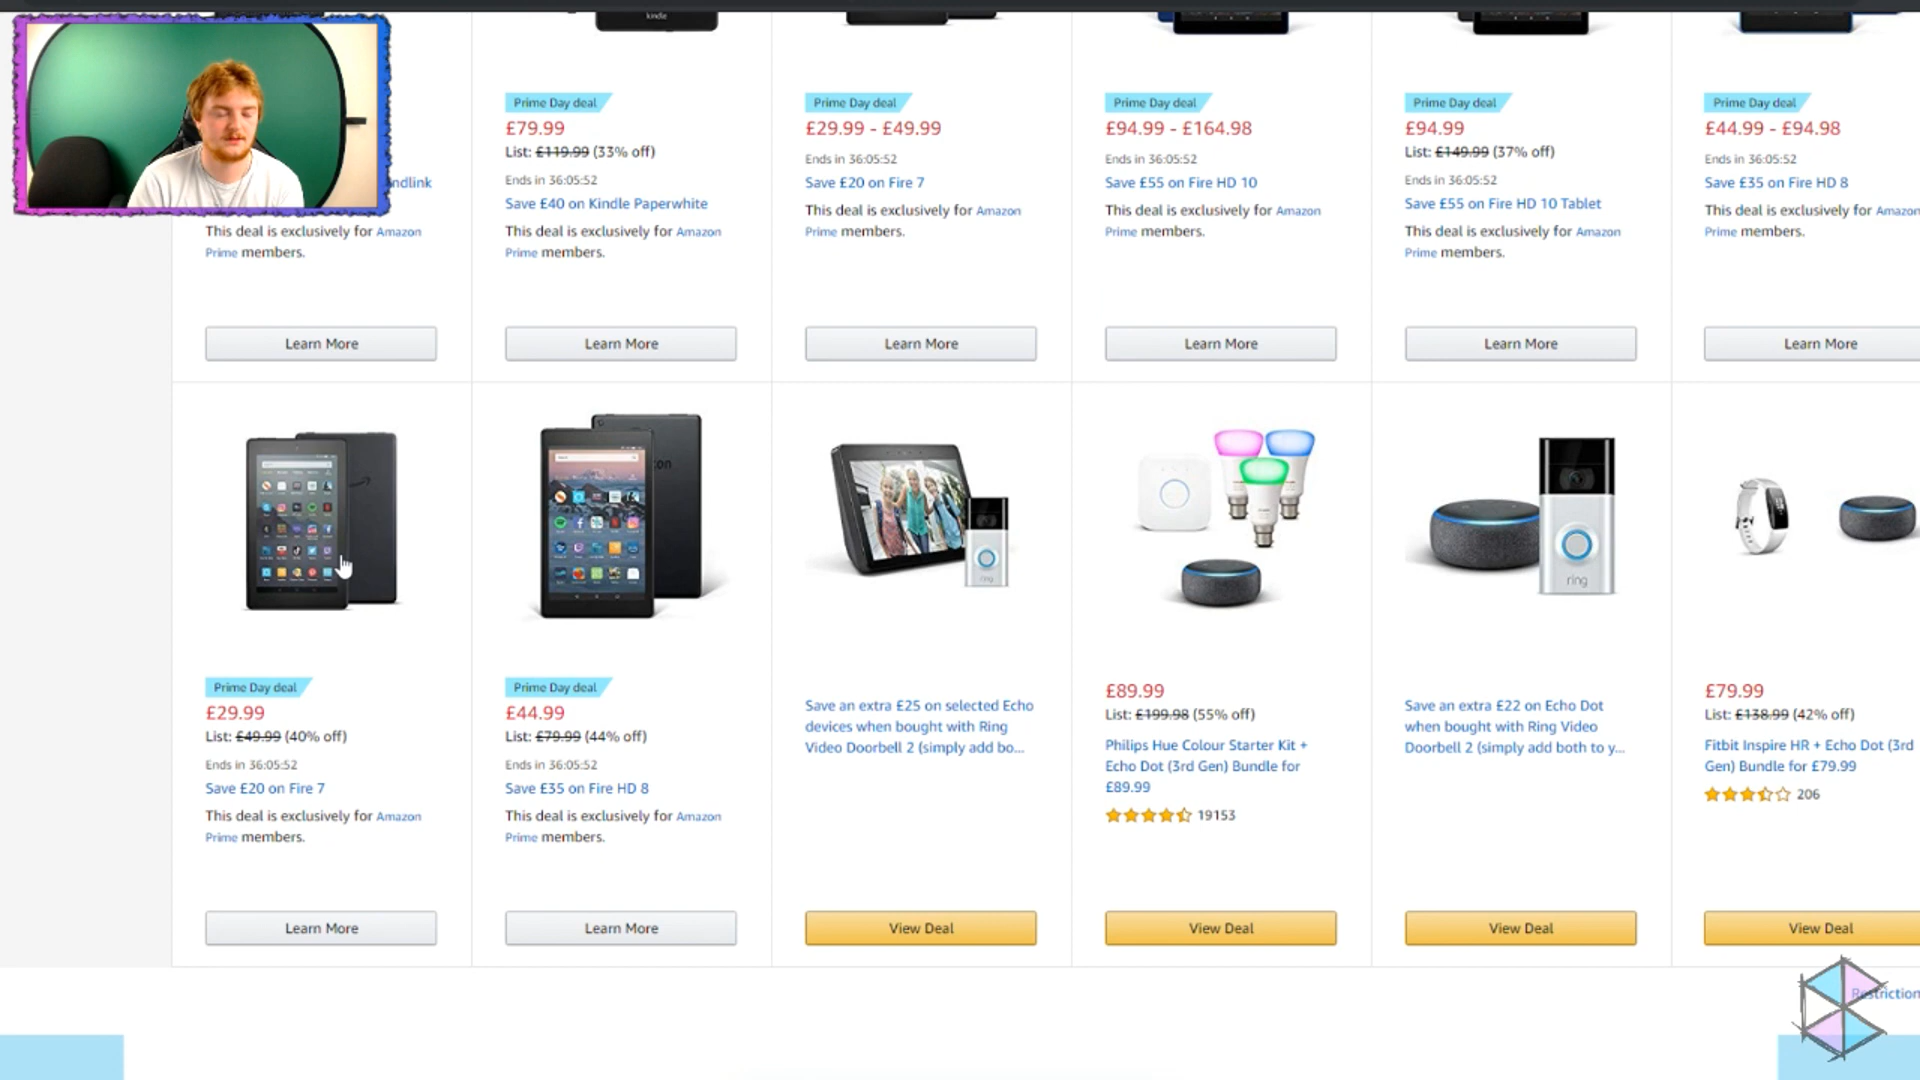 kindle
ndlink
This deal is exclusively for Amazon
Prime members.
Learn More
Prime Day deal
£79.99
List: £119.99 (33% off)
Ends in 36:05:52
Save £40 on Kindle Paperwhite
This deal is exclusively for Amazon
Prime members.
Learn More
Prime Day deal
£29.99 - £49.99
Ends in 36:05:52
Save £20 on Fire 7
This deal is exclusively for Amazon
Prime members.
Learn More
Prime Day deal
£94.99 - £164.98
Ends in 36:05:52
Save £55 on Fire HD 10
This deal is exclusively for Amazon
Prime members.
Learn More
Prime Day deal
£94.99
List: £149.99 (37% off)
Ends in 36:05:52
Save £55 on Fire HD 10 Tablet
This deal is exclusively for Amazon
Prime members.
Learn More
Prime Day deal
£44.99 - £94.98
Ends in 36:05:52
Save £35 on Fire HD 8
This deal is exclusively for Amazon
Prime members.
Learn More
Prime Day deal
£29.99
List: £49.99 (40% off)
Ends in 36:05:52
Save £20 on Fire 7
This deal is exclusively for Amazon
Prime members.
Learn More
on
Prime Day deal
£44.99
List: £79.99 (44% off)
Ends in 36:05:52
Save £35 on Fire HD 8
This deal is exclusively for Amazon
Prime members.
Learn More
ring
Save an extra £25 on selected Echo
devices when bought with Ring
Video Doorbell 2 (simply add bo...
View Deal
£89.99
List: £199.98 (55% off)
Philips Hue Colour Starter Kit +
Echo Dot (3rd Gen) Bundle for
£89.99
19153
View Deal
ring
Save an extra £22 on Echo Dot
when bought with Ring Video
Doorbell 2 (simply add both to y...
View Deal
£79.99
List: £138.99 (42% off)
Fitbit Inspire HR + Echo Dot (3rd
Gen) Bundle for £79.99
206
View Deal
Restriction